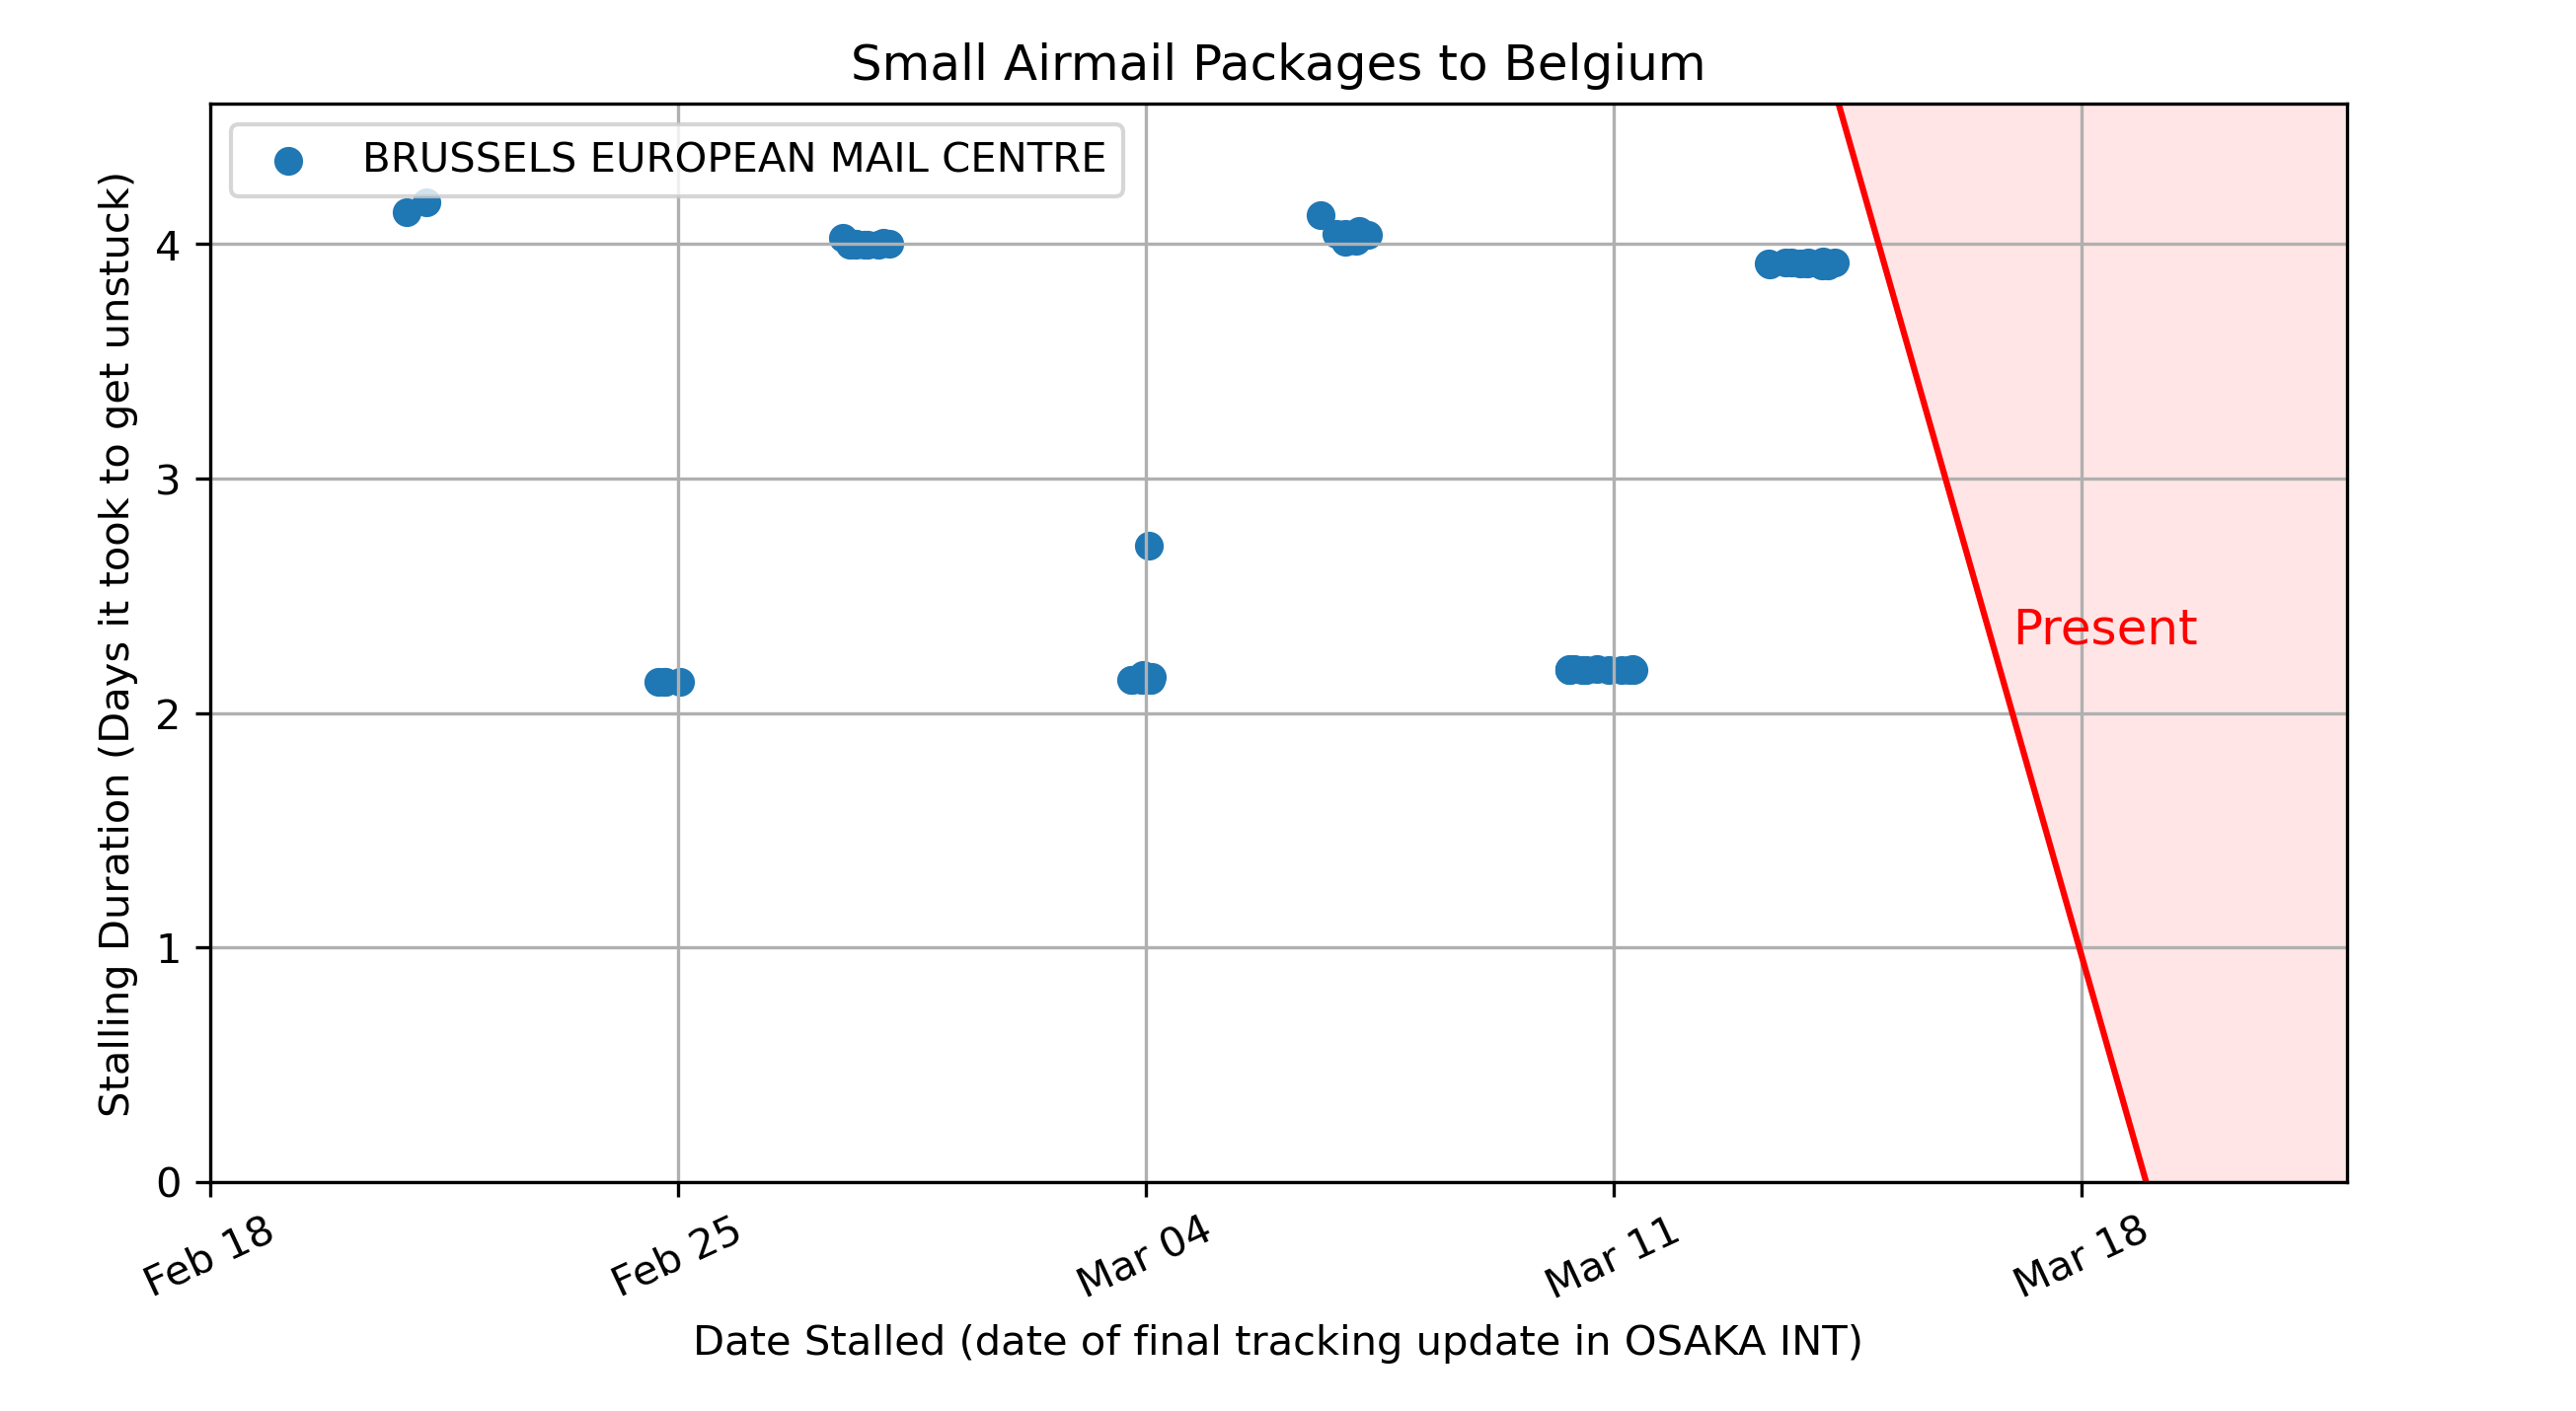 Small Airmail Packages to Belgium
BRUSSELS EUROPEAN MAIL CENTRE
Stalling Duration (Days it took to get unstuck)
4
3
2
1
0
Present
Feb 18
Feb 25
Mar 04
Mar 11
Mar 18
Date Stalled (date of final tracking update in OSAKA INT)